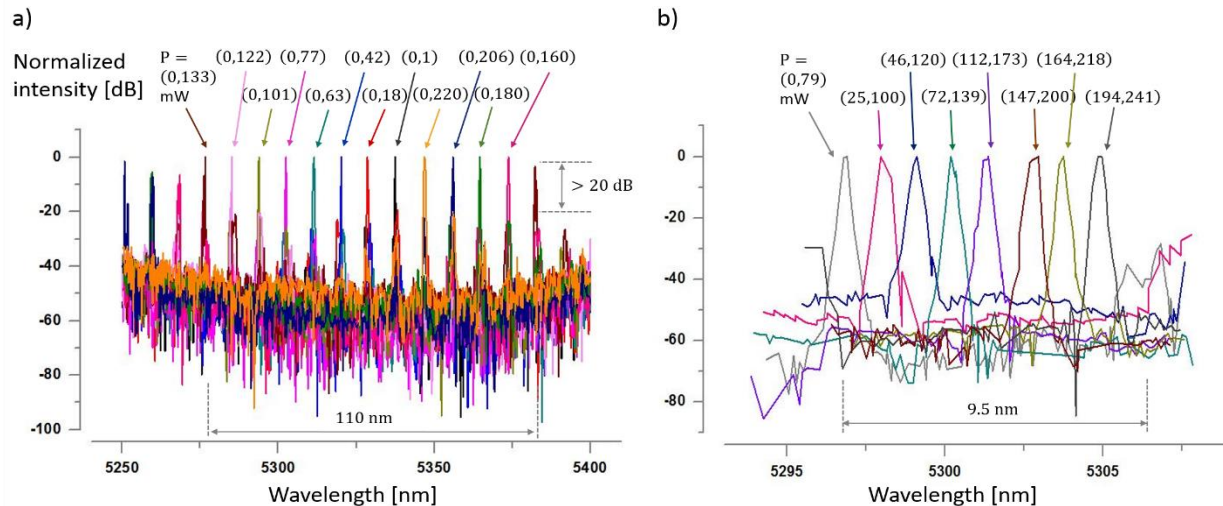 a)
Normalized
intensity [dB]
P =
(0,133)
mW
(0,122)
(0,77)
(0,42)
(0,1)
(0,206)
(0,160)
(0,101)
(0,63)
(0,18)
(0,220)
(0,180)
0
-20
-40
-60
-80
-100
> 20 dB
110 nm
5250
5300
5350
5400
Wavelength [nm]
b)
P =
(0,79)
mW
(46,120)
(112,173)
(164,218)
(25,100)
(72,139)
(147,200)
(194,241)
0
-20
-40
-60
-80
9.5 nm
5295
5300
5305
Wavelength [nm]